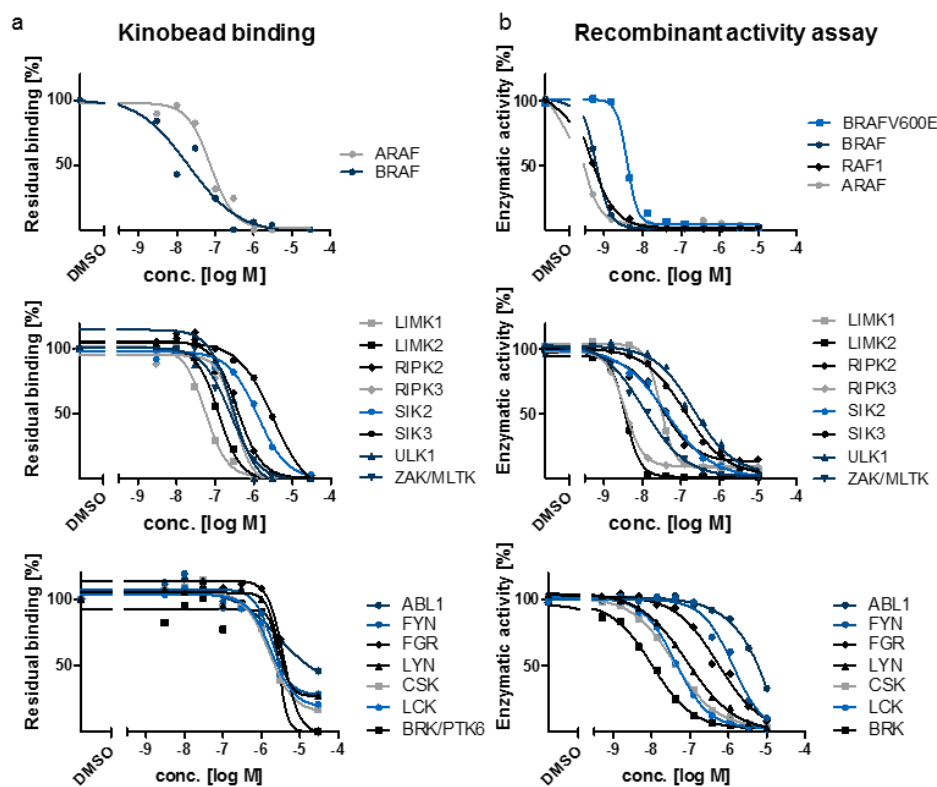 a
Kinobead binding
Residual binding [%]
100
50
ARAF
BRAF
DMSO
-9 -8 -7 -6 -5 -4
conc. [log M]
b
Recombinant activity assay
Enzymatic activity [%]
100
50
BRAFV600E
BRAF
RAF1
ARAF
DMSO
-9 -8 -7 -6 -5 -4
conc. [log M]
Residual binding [%]
100
50
LIMK1
LIMK2
RIPK2
RIPK3
SIK2
SIK3
ULK1
ZAK/MLTK
DMSO
-9 -8 -7 -6 -5 -4
conc. [log M]
Enzymatic activity [%]
100
50
LIMK1
LIMK2
RIPK2
RIPK3
SIK2
SIK3
ULK1
ZAK/MLTK
DMSO
-9 -8 -7 -6 -5 -4
conc. [log M]
Residual binding [%]
100
50
ABL1
FYN
FGR
LYN
CSK
LCK
BRK/PTK6
DMSO
-9 -8 -7 -6 -5 -4
conc. [log M]
Enzymatic activity [%]
100
50
ABL1
FYN
FGR
LYN
CSK
LCK
BRK
DMSO
-9 -8 -7 -6 -5 -4
conc. [log M]